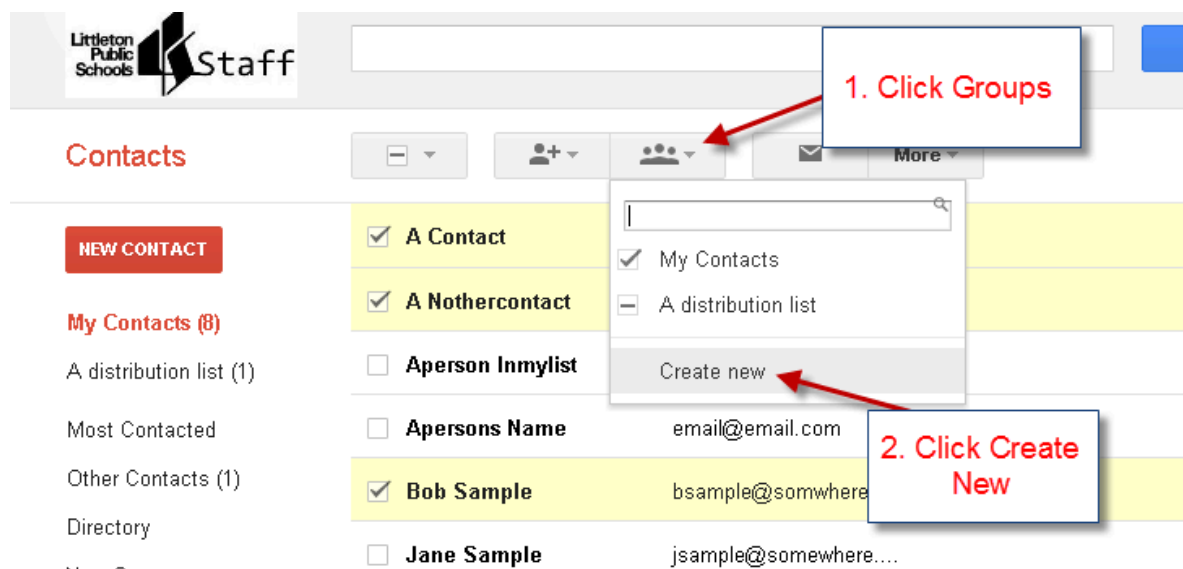 Littleton
Public
Schools
Staff
1. Click Groups
Contacts
More
NEW CONTACT
A Contact
My Contacts
A Nothercontact
A distribution list
My Contacts (8)
Aperson Inmylist
Create new
A distribution list (1)
Most Contacted
Apersons Name
email@email.com
2. Click Create
New
Other Contacts (1)
Bob Sample
bsample@somwhere
Directory
Jane Sample
jsample@somewhere....